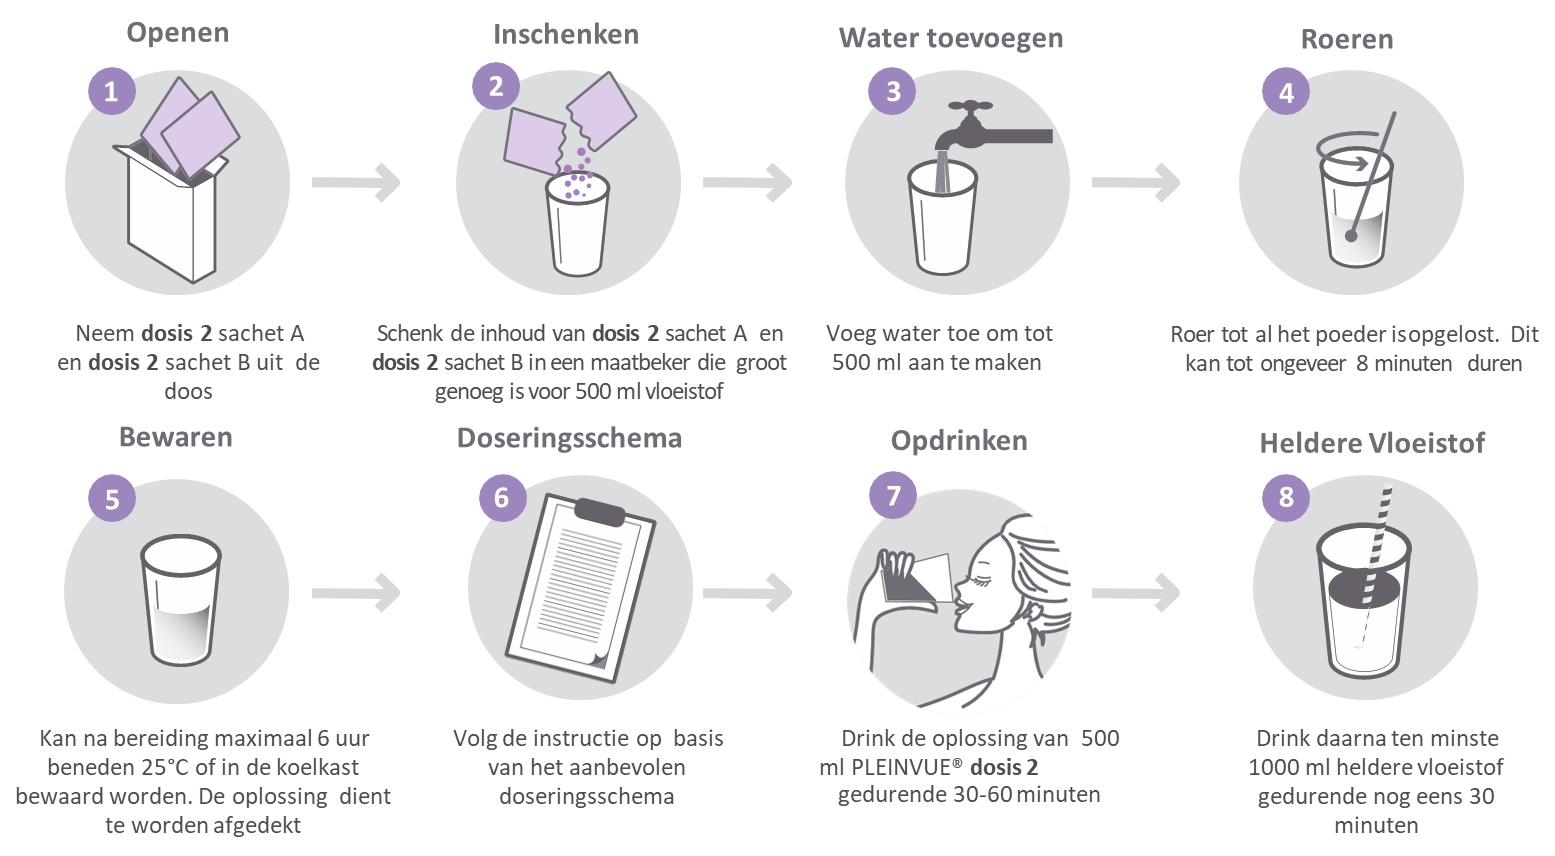 Openen
1
Neem dosis 2 sachet A
en dosis 2 sachet B uit de
doos
Inschenken
2
Schenk de inhoud van dosis 2 sachet A en
dosis 2 sachet B in een maatbeker die groot
genoeg is voor 500 ml vloeistof
Water toevoegen
3
Voeg water toe om tot
500 ml aan te maken
Roeren
4
Roer tot al het poeder is opgelost. Dit
kan tot ongeveer 8 minuten duren
Bewaren
5
Kan na bereiding maximaal 6 uur
beneden 25°C of in de koelkast
bewaard worden. De oplossing dient
te worden afgedekt
Doseringsschema
6
Volg de instructie op basis
van het aanbevolen
doseringsschema
Opdrinken
7
Drink de oplossing van 500
ml PLEINVUE® dosis 2
gedurende 30-60 minuten
Heldere Vloeistof
8
Drink daarna ten minste
1000 ml heldere vloeistof
gedurende nog eens 30
minuten